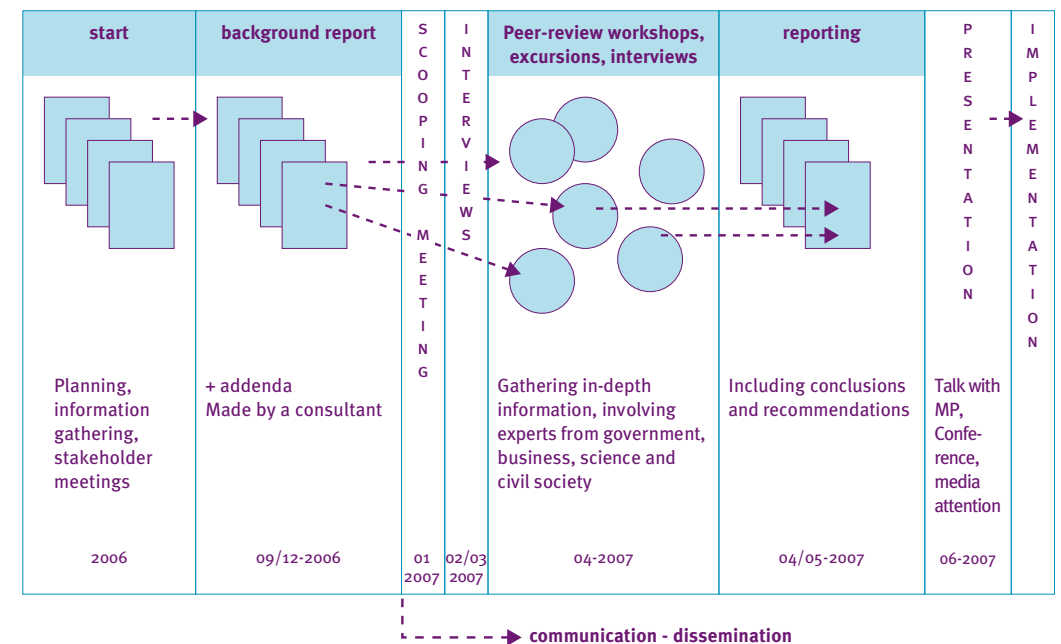 start
background report
SCOOPING MEETING
INTERVIEWS
Peer-review workshops,
excursions, interviews
reporting
PRESENTATION
IMPLEMENTATION
Planning,
information
gathering,
stakeholder
meetings
+ addenda
Made by a consultant
Gathering in-depth
information, involving
experts from government,
business, science and
civil society
Including conclusions
and recommendations
Talk with
MP,
Confe-
rence,
media
attention
2006
09/12-2006
01
2007
02/03
2007
04-2007
04/05-2007
06-2007
communication - dissemination